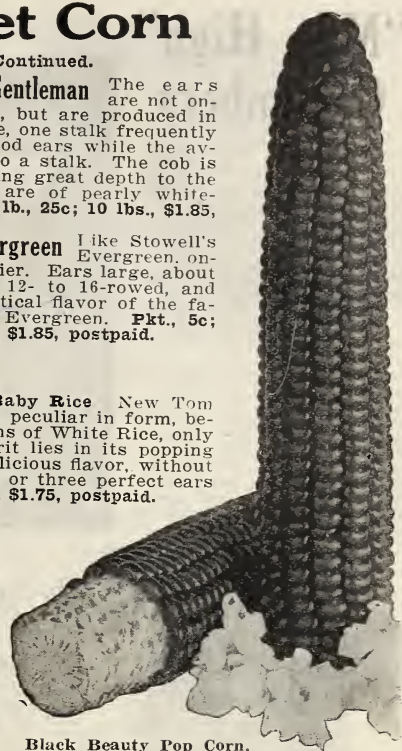 et Corn
Continued.
Gentleman The ears
are not on-
, but are produced in
e, one stalk frequently
od ears while the av-
o a stalk. The cob is
ing great depth to the
are of pearly white-
lb., 25c; 10 lbs., $1.85,
rgreen Like Stowell's
Evergreen, on-
ier. Ears large, about
12- to 16-rowed, and
tical flavor of the fa-
Evergreen. Pkt., 5c;
$1.85, postpaid.
Baby Rice New Tom
peculiar in form, be-
ns of White Rice, only
rit lies in its popping
licious flavor, without
or three perfect ears
$1.75, postpaid.
Black Beauty Pop Corn.